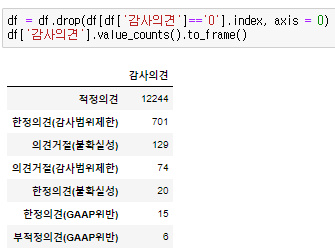 df = df.drop(df[df['감사의견']=='0'].index, axis = 0)
df['감사의견'].value_counts().to_frame()
감사의견
적정의견 12244
한정의견(감사범위제한) 701
의견거절(불확실성) 129
의견거절(감사범위제한) 74
한정의견(불확실성) 20
한정의견(GAAP위반) 15
부적정의견(GAAP위반) 6